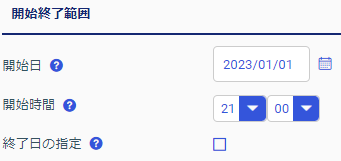 開始終了範囲
開始日 ?
2023/01/01
開始時間 ?
21 00
終了日の指定 ?